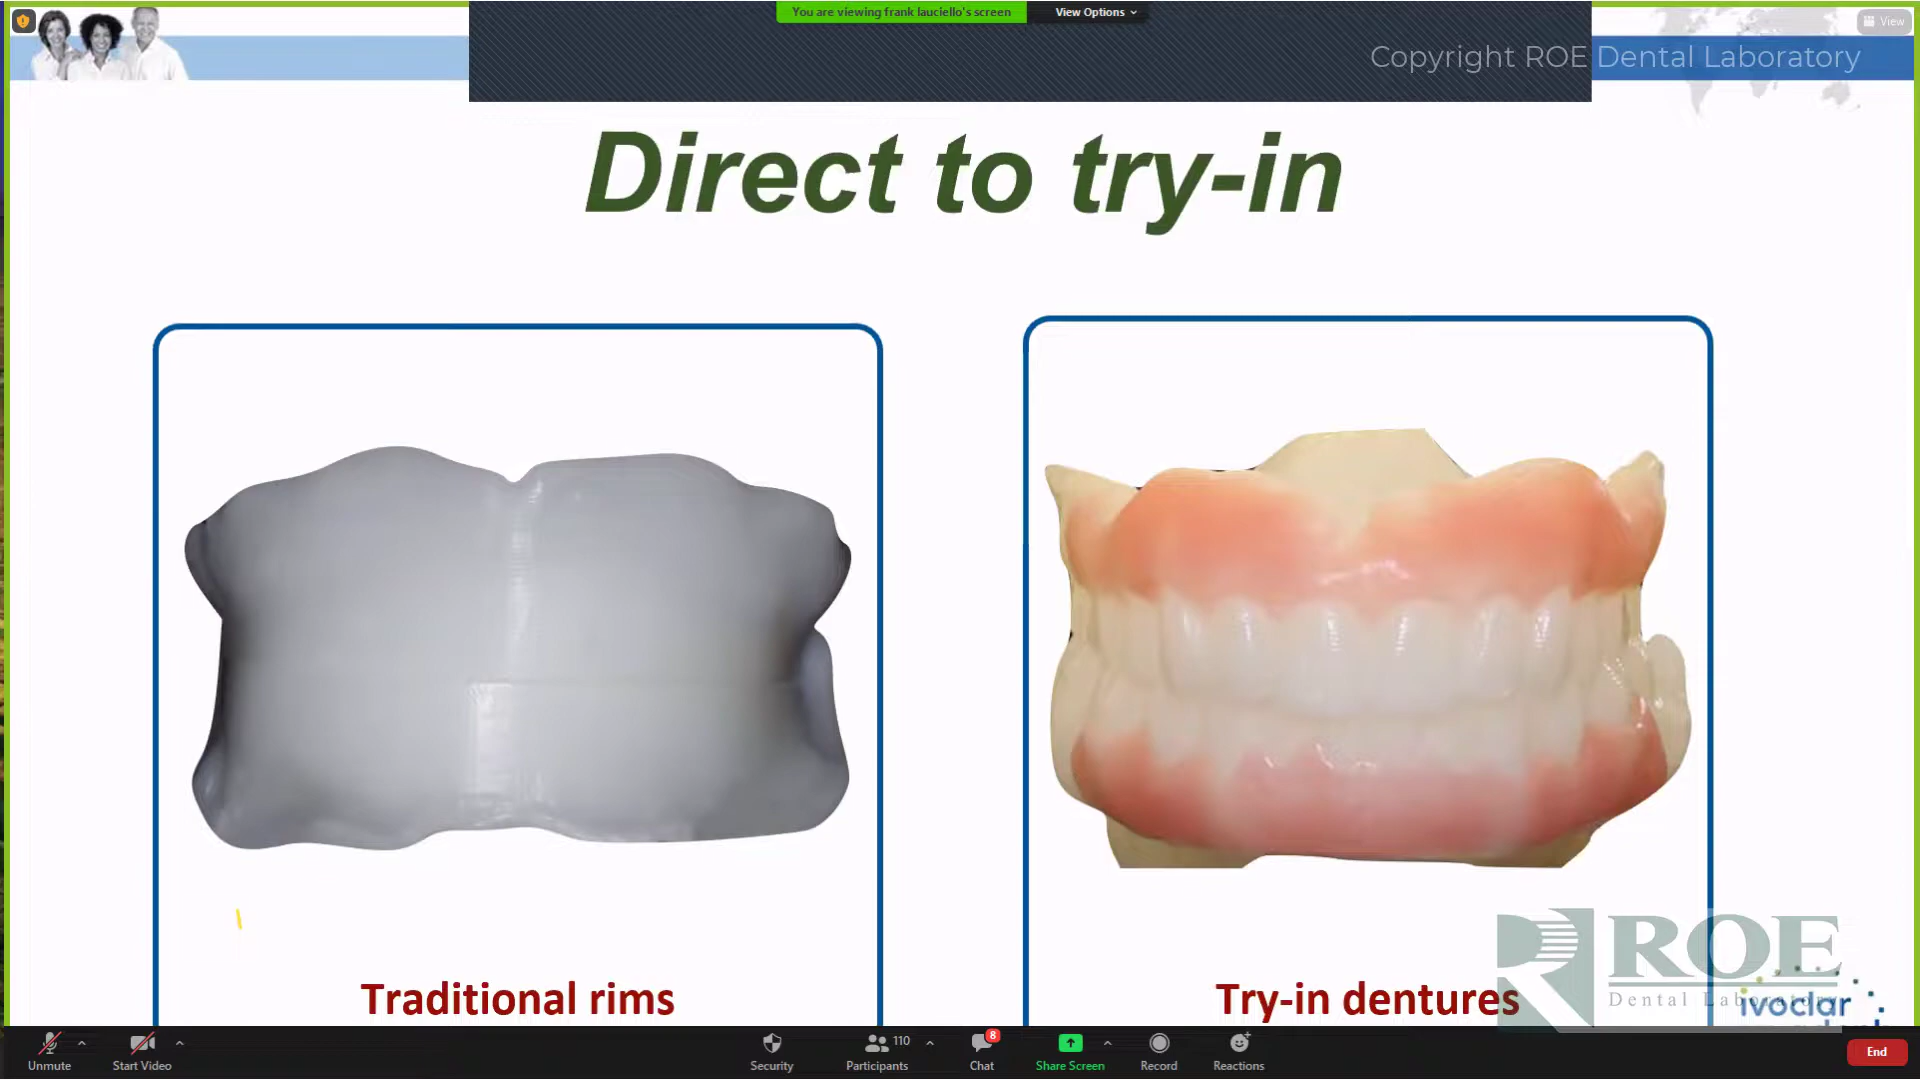 You are viewing frank lauciello's screen
View Options
View
Copyright ROE Dental Laboratory
Direct to try-in
Traditional rims
Try-in dentures
ROE
Dental Laboratory
ivoclar
Unmute
Start Video
Security
110
Participants
8
Chat
Share Screen
Record
Reactions
End